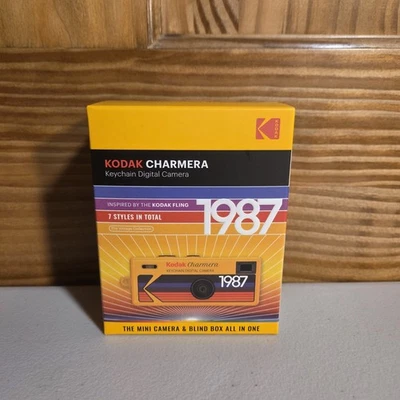 KODAK
KODAK CHARMERA
Keychain Digital Camera
INSPIRED BY THE KODAK FLING
7 STYLES IN TOTAL
1987
Kodak Charmera
KEYCHAIN DIGITAL CAMERA
1987
THE MINI CAMERA & BLIND BOX ALL IN ONE